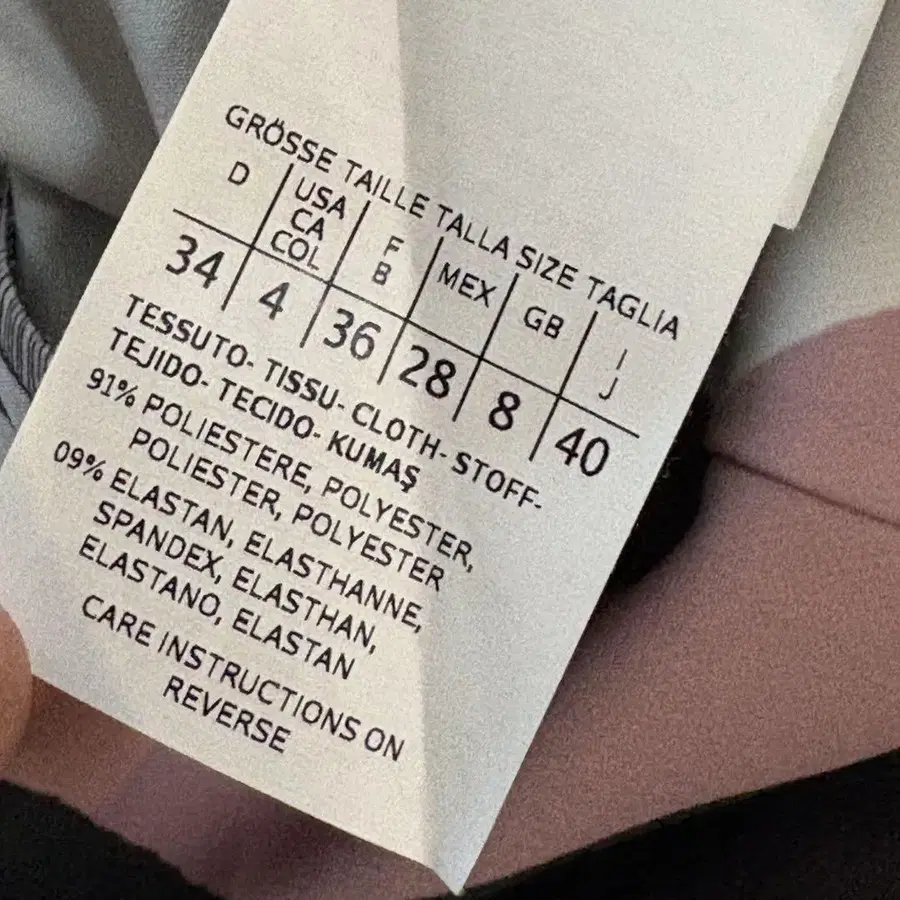 GRÖSSE TAILLE TALLA SIZE TAGLIA
D USA CA COL F B MEX GB I J
34 4 36 28 8 40
TESSUTO- TISSU- CLOTH- STOFF-
TEJIDO- TECIDO- KUMAŞ
91% POLIESTERE, POLYESTER,
POLIESTER, POLYESTER
09% ELASTAN, ELASTHANNE,
SPANDEX, ELASTHAN,
ELASTANO, ELASTAN
CARE INSTRUCTIONS ON
REVERSE